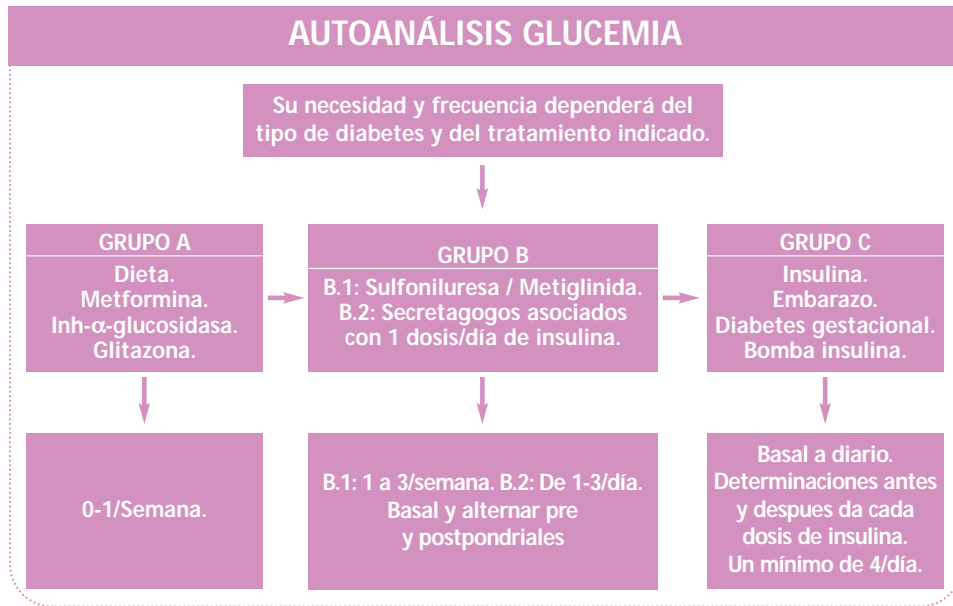 AUTOANÁLISIS GLUCEMIA
Su necesidad y frecuencia dependerá del
tipo de diabetes y del tratamiento indicado.
GRUPO A
Dieta.
Metformina.
Inh-α-glucosidasa.
Glitazona.
GRUPO B
B.1: Sulfoniluresa / Metiglinida.
B.2: Secretagogos asociados
con 1 dosis/día de insulina.
GRUPO C
Insulina.
Embarazo.
Diabetes gestacional.
Bomba insulina.
0-1/Semana.
B.1: 1 a 3/semana. B.2: De 1-3/día.
Basal y alternar pre
y postpondriales
Basal a diario.
Determinaciones antes
y despues da cada
dosis de insulina.
Un mínimo de 4/día.